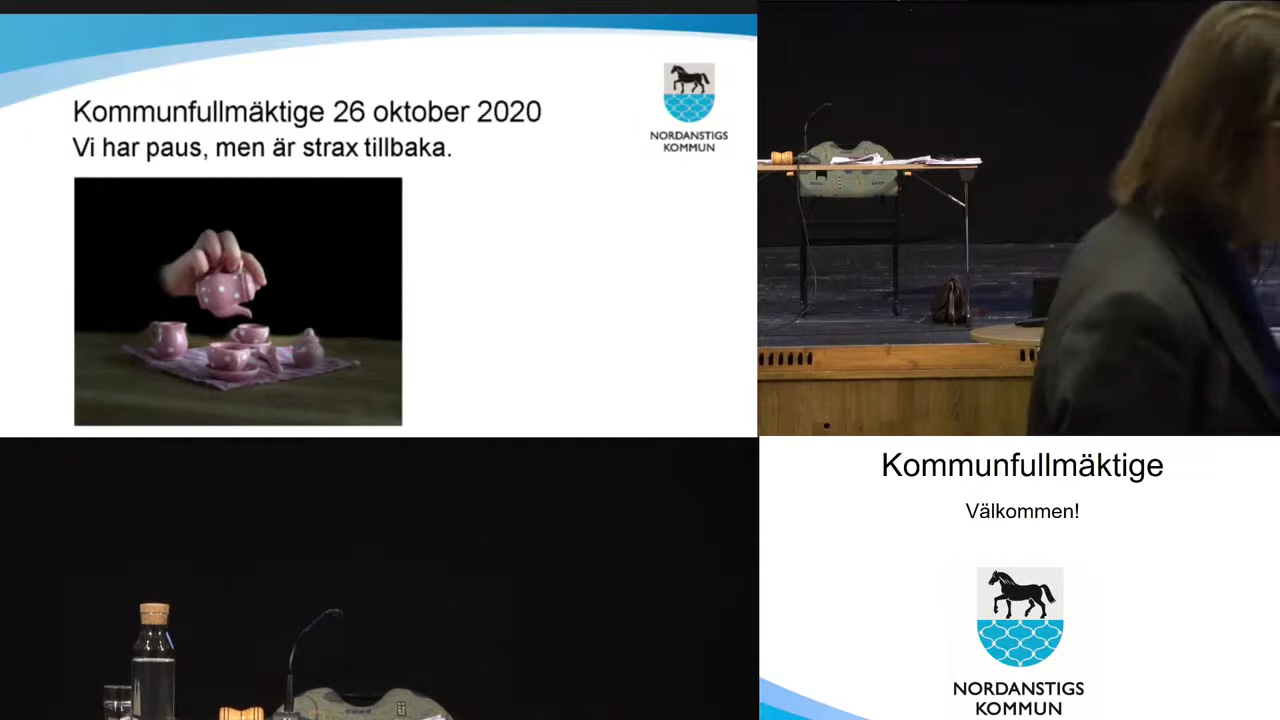 Kommunfullmäktige 26 oktober 2020
Vi har paus, men är strax tillbaka.
NORDANSTIGS
KOMMUN
Kommunfullmäktige
Välkommen!
NORDANSTIGS
KOMMUN